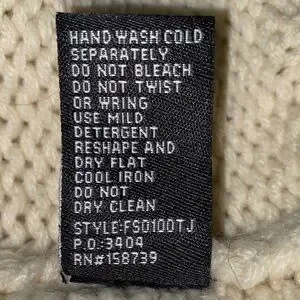 HAND WASH COLD
SEPARATELY
DO NOT BLEACH
DO NOT TWIST
OR WRING
USE MILD
DETERGENT
RESHAPE AND
DRY FLAT
COOL IRON
DO NOT
DRY CLEAN
STYLE:FS0100TJ
P.O.:3404
RN#158739